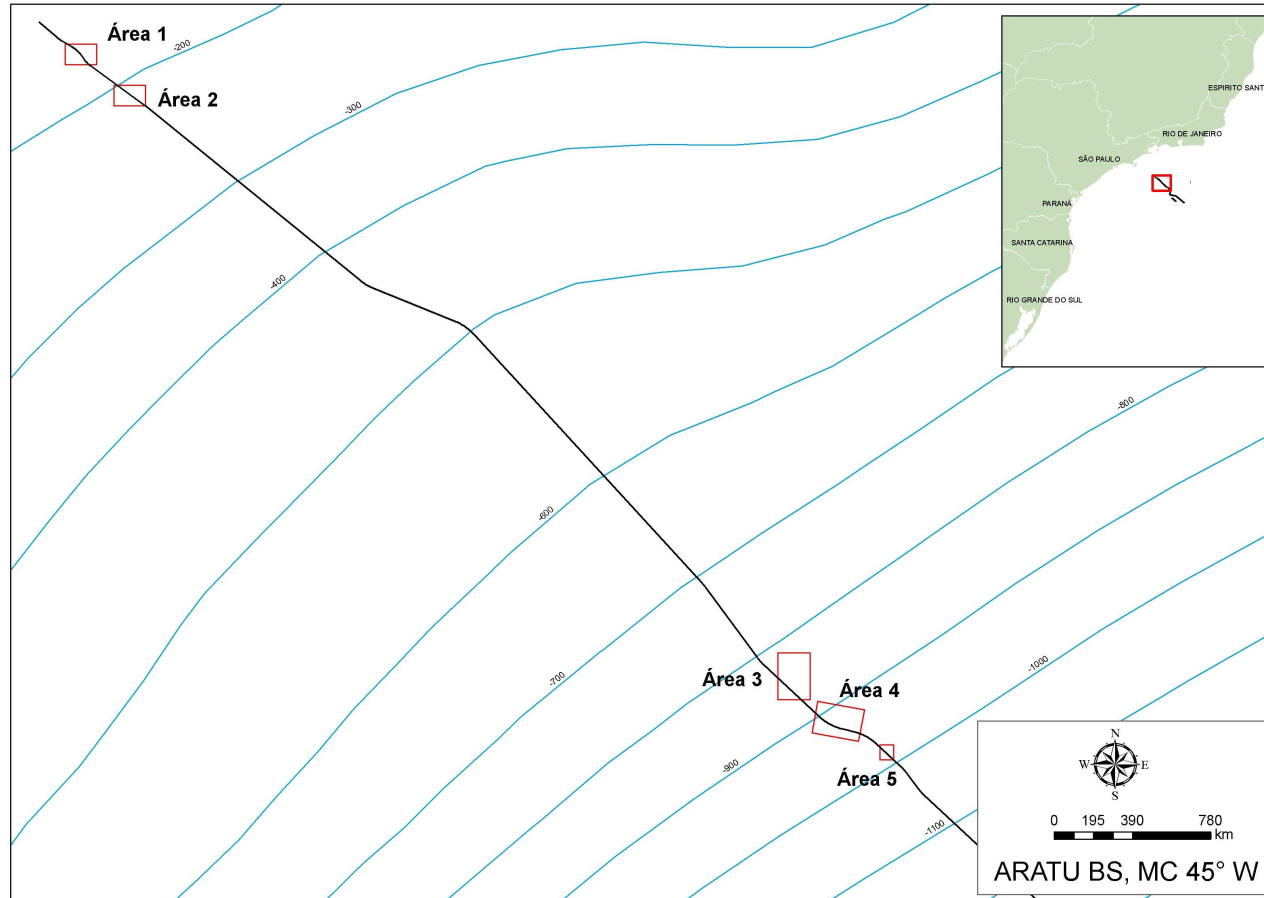 Área 1
-200
Área 2
-300
-400
-600
-700
-800
Área 3
Área 4
-900
-1000
Área 5
-1100
ESPIRITO SANT
RIO DE JANEIRO
SÃO PAULO
PARANÁ
SANTA CATARINA
RIO GRANDE DO SUL
N
W E
S
0 195 390 780
km
ARATU BS, MC 45° W